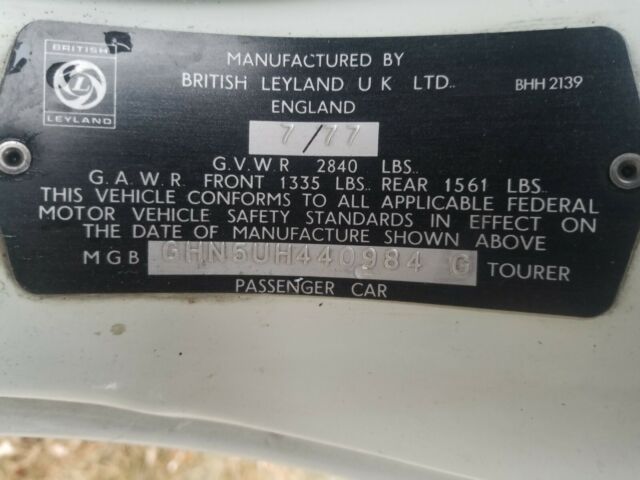 BRITISH
L
LEYLAND
MANUFACTURED BY
BRITISH LEYLAND U K LTD.. BHH 2139
ENGLAND
7/77
G.V.W.R 2840 LBS..
G.A.W.R. FRONT 1335 LBS.. REAR 1561 LBS..
THIS VEHICLE CONFORMS TO ALL APPLICABLE FEDERAL
MOTOR VEHICLE SAFETY STANDARDS IN EFFECT ON
THE DATE OF MANUFACTURE SHOWN ABOVE
MGB GHN5UH440984 G TOURER
PASSENGER CAR